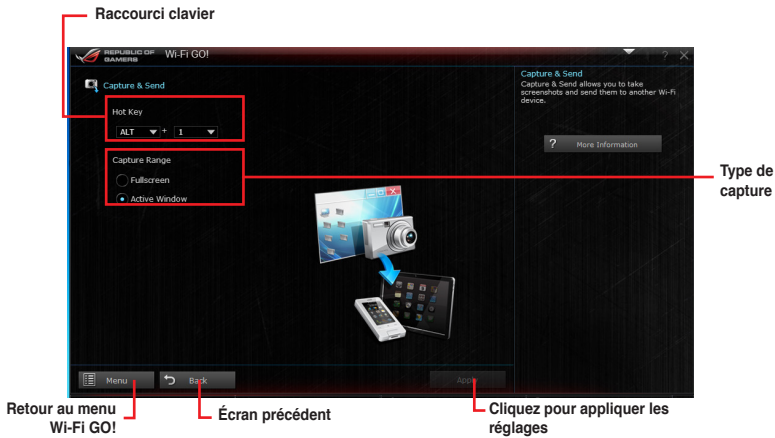 Raccourci clavier
REPUBLIC OF
GAMERS
Wi-Fi GO!
?
Capture & Send
Hot Key
ALT + 1
Capture Range
Fullscreen
Active Window
Capture & Send
Capture & Send allows you to take
screenshots and send them to another Wi-Fi
device.
? More Information
Type de
capture
Menu
Back
Apply
Retour au menu
Wi-Fi GO!
Écran précédent
Cliquez pour appliquer les
réglages